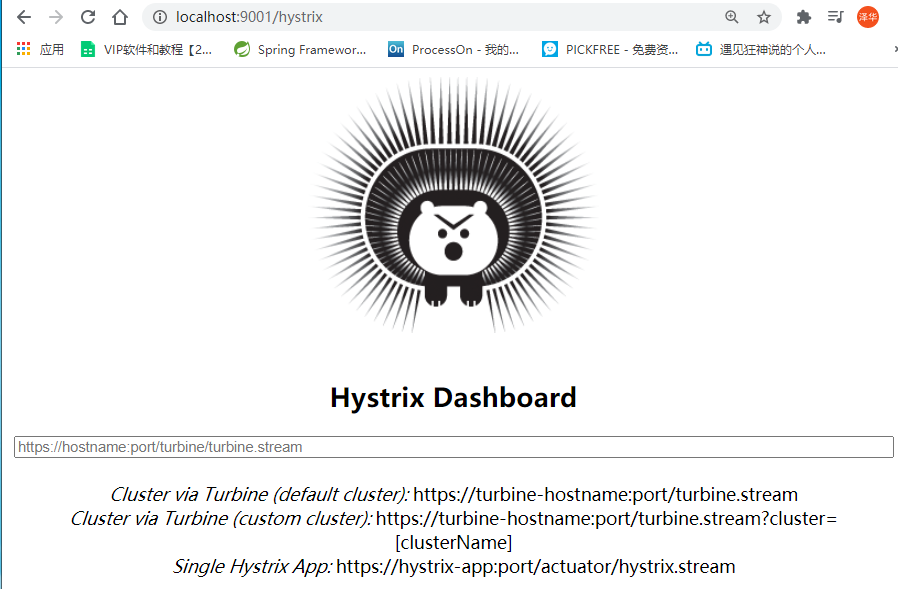 localhost:9001/hystrix
泽华
应用 VIP软件和教程【2... Spring Framewor... On ProcessOn - 我的... PICKFREE - 免费资... 遇见狂神说的个人...
Hystrix Dashboard
https://hostname:port/turbine/turbine.stream
Cluster via Turbine (default cluster): https://turbine-hostname:port/turbine.stream
Cluster via Turbine (custom cluster): https://turbine-hostname:port/turbine.stream?cluster=
[clusterName]
Single Hystrix App: https://hystrix-app:port/actuator/hystrix.stream